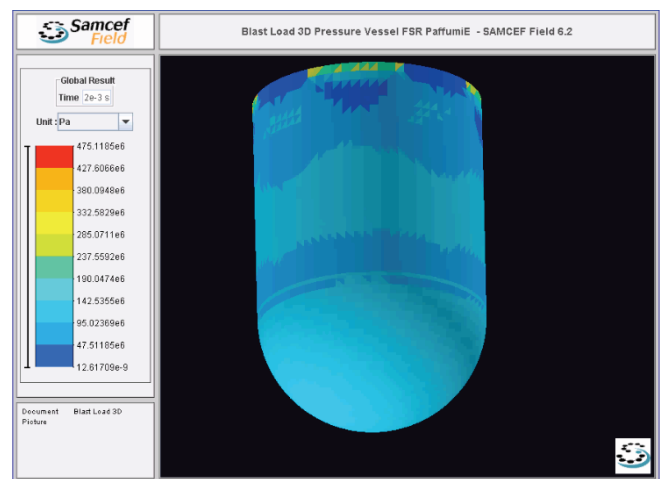 Samcef
Field
Blast Load 3D Pressure Vessel FSR PaffumiE - SAMCEF Field 6.2
Global Result
Time 2e-3 s
Unit : Pa
475.1185e6
427.6066e6
380.0948e6
332.5829e6
285.0711e6
237.5592e6
190.0474e6
142.5355e6
95.02369e6
47.51185e6
12.61709e-9
Document Blast Load 3D
Picture